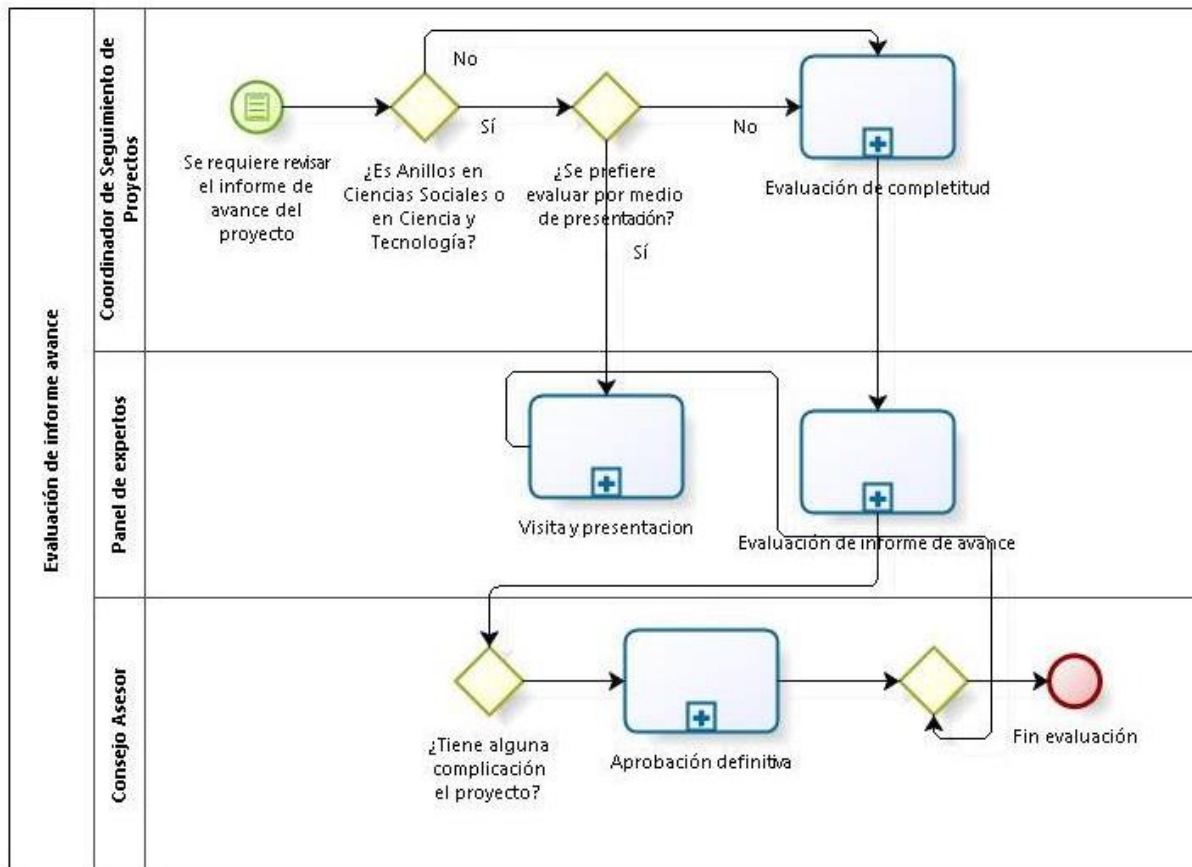 Evaluación de informe avance
Coordinador de Seguimiento de
Proyectos
No
Sí
No
Se requiere revisar
el informe de
avance del
proyecto
¿Es Anillos en
Ciencias Sociales o
en Ciencia y
Tecnología?
¿Se prefiere
evaluar por medio
de presentación?
Sí
Evaluación de completitud
Panel de expertos
Visita y presentacion
Evaluación de informe de avance
Consejo Asesor
¿Tiene alguna
complicación
el proyecto?
Aprobación definitiva
Fin evaluación